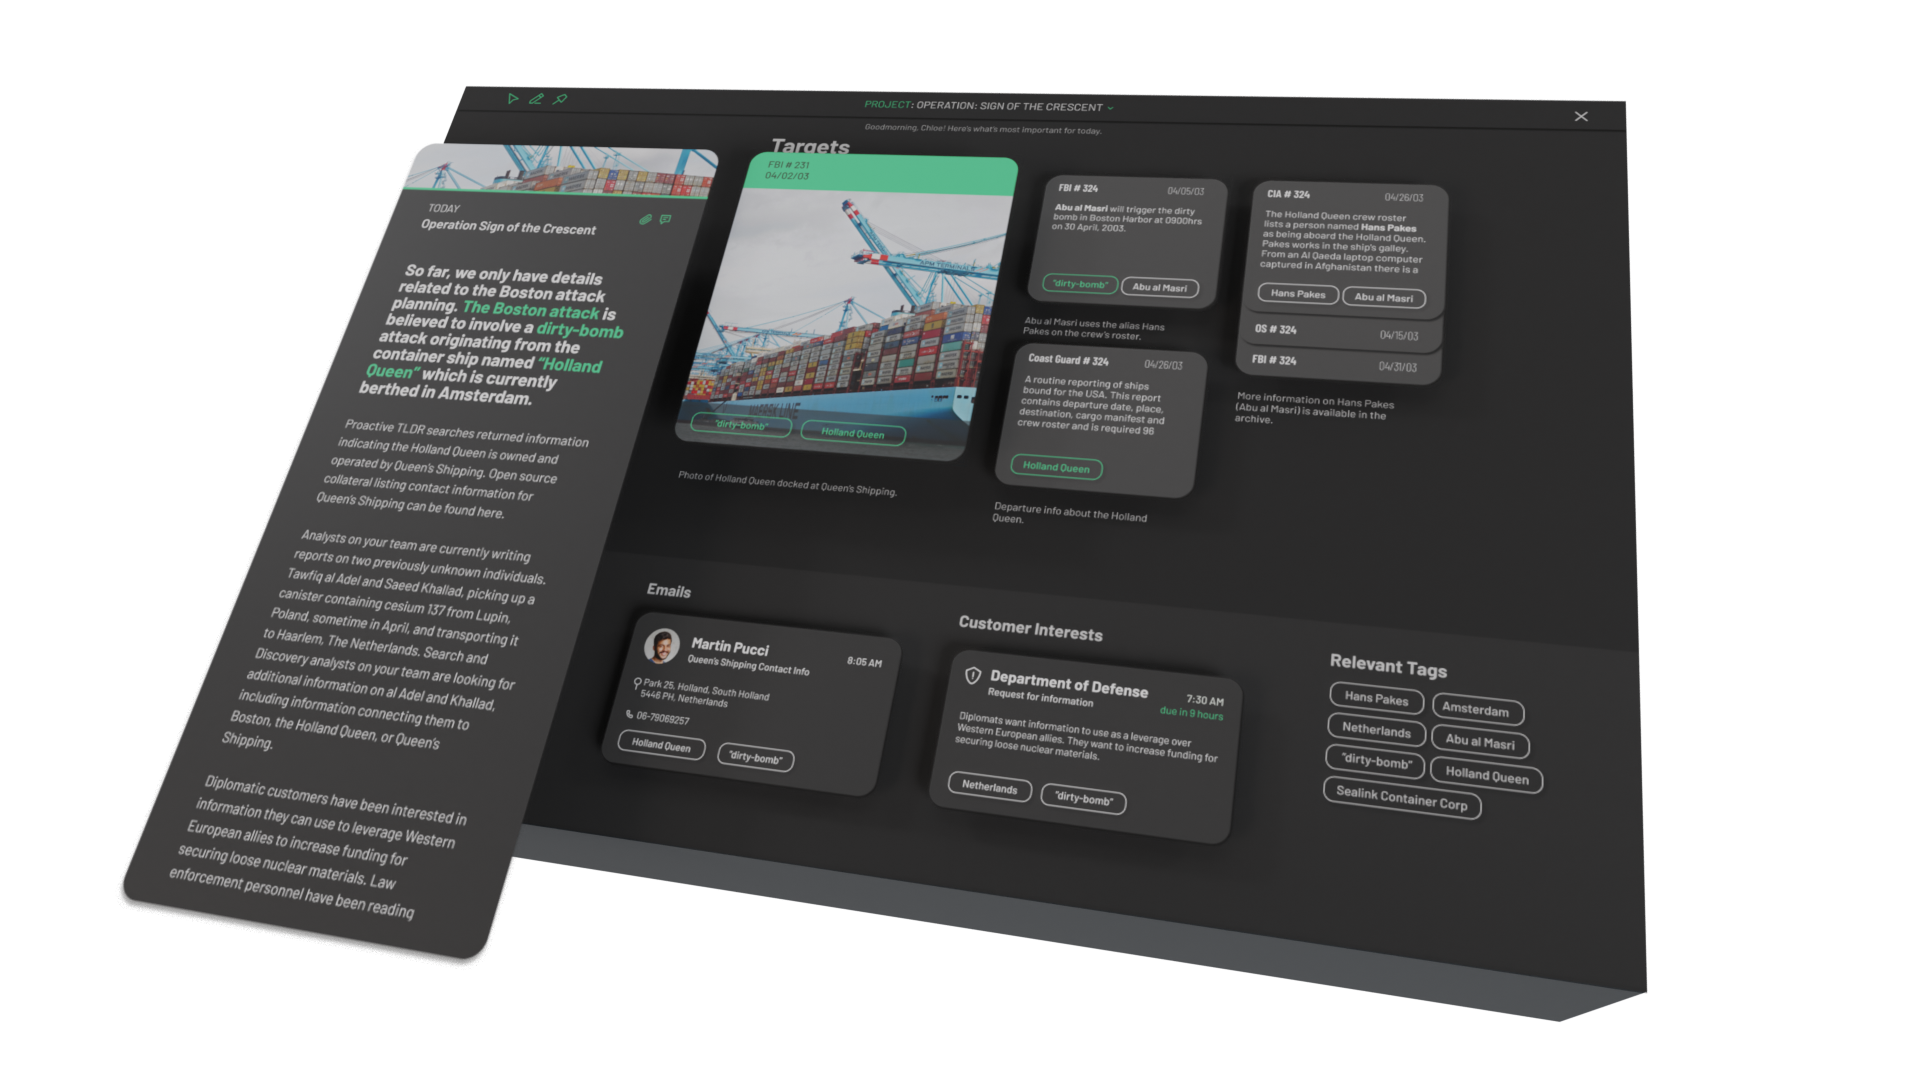 PROJECT: OPERATION: SIGN OF THE CRESCENT
Goodmorning, Chloe! Here's what's most important for today.
TODAY
Operation Sign of the Crescent
So far, we only have details
related to the Boston attack
planning. The Boston attack is
believed to involve a dirty-bomb
attack originating from the
container ship named "Holland
Queen" which is currently
berthed in Amsterdam.
Proactive TLDR searches returned information
indicating the Holland Queen is owned and
operated by Queen's Shipping. Open source
collateral listing contact information for
Queen's Shipping can be found here.
Analysts on your team are currently writing
reports on two previously unknown individuals.
Tawfiq al Adel and Saeed Khallad, picking up a
canister containing cesium 137 from Lupin,
Poland, sometime in April, and transporting it
to Haarlem, The Netherlands. Search and
Discovery analysts on your team are looking for
additional information on al Adel and Khallad,
including information connecting them to
Boston, the Holland Queen, or Queen's
Shipping.
Diplomatic customers have been interested in
information they can use to leverage Western
European allies to increase funding for
securing loose nuclear materials. Law
enforcement personnel have been reading
Targets
FBI # 231
04/02/03
MAERSK LINE
"dirty-bomb" Holland Queen
Photo of Holland Queen docked at Queen's Shipping.
FBI # 324 04/05/03
Abu al Masri will trigger the dirty
bomb in Boston Harbor at 0900hrs
on 30 April, 2003.
"dirty-bomb" Abu al Masri
Abu al Masri uses the alias Hans
Pakes on the crew's roster.
Coast Guard # 324 04/26/03
A routine reporting of ships
bound for the USA. This report
contains departure date, place,
destination, cargo manifest and
crew roster and is required 96
Holland Queen
Departure info about the Holland
Queen.
CIA # 324 04/26/03
The Holland Queen crew roster
lists a person named Hans Pakes
as being aboard the Holland Queen.
Pakes works in the ship's galley.
From an Al Qaeda laptop computer
captured in Afghanistan there is a
Hans Pakes Abu al Masri
OS # 324 04/15/03
FBI # 324 04/31/03
More information on Hans Pakes
(Abu al Masri) is available in the
archive.
Emails
Martin Pucci 8:05 AM
Queen's Shipping Contact Info
Park 25, Holland, South Holland
5446 PH, Netherlands
06-79069257
Holland Queen "dirty-bomb"
Customer Interests
Department of Defense 7:30 AM
Request for information due in 9 hours
Diplomats want information to use as a leverage over
Western European allies. They want to increase funding for
securing loose nuclear materials.
Netherlands "dirty-bomb"
Relevant Tags
Hans Pakes Amsterdam
Netherlands Abu al Masri
"dirty-bomb" Holland Queen
Sealink Container Corp